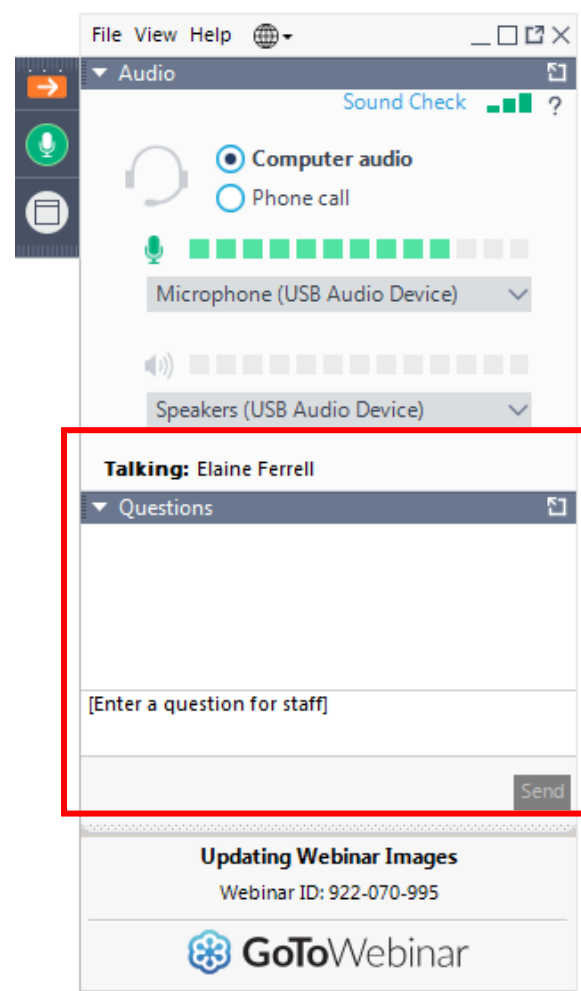 File View Help
Audio
Sound Check ?
Computer audio
Phone call
Microphone (USB Audio Device)
Speakers (USB Audio Device)
Talking: Elaine Ferrell
Questions
[Enter a question for staff]
Send
Updating Webinar Images
Webinar ID: 922-070-995
GoToWebinar